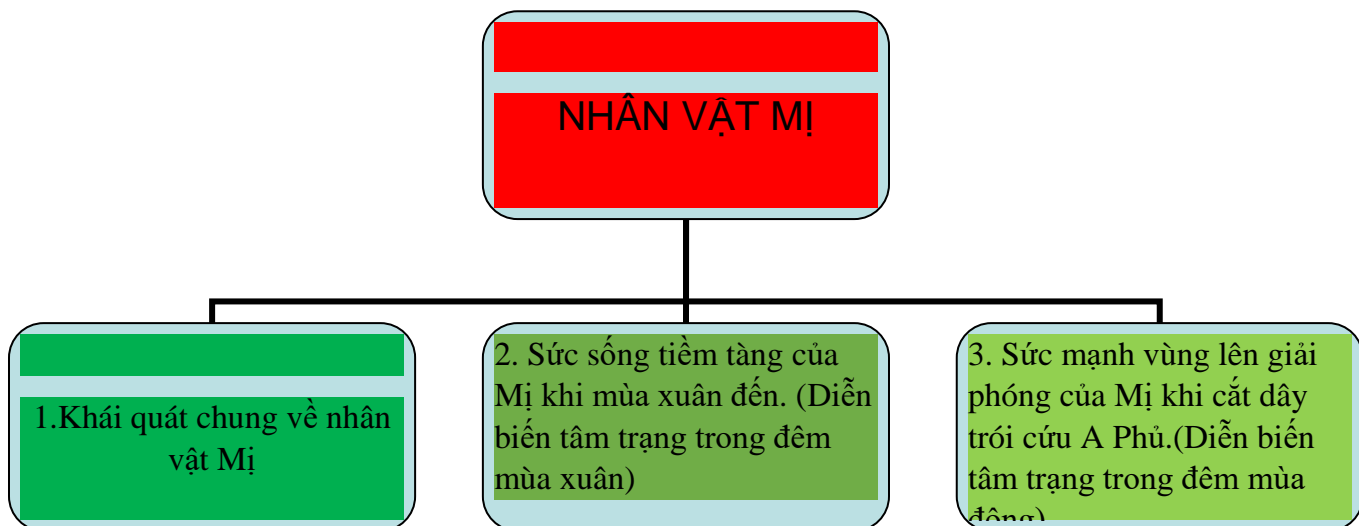 NHÂN VẬT MỊ
1.Khái quát chung về nhân
vật Mị
2. Sức sống tiềm tàng của
Mị khi mùa xuân đến. (Diễn
biến tâm trạng trong đêm
mùa xuân)
3. Sức mạnh vùng lên giải
phóng của Mị khi cắt dây
trói cứu A Phủ.(Diễn biến
tâm trạng trong đêm mùa
đông)